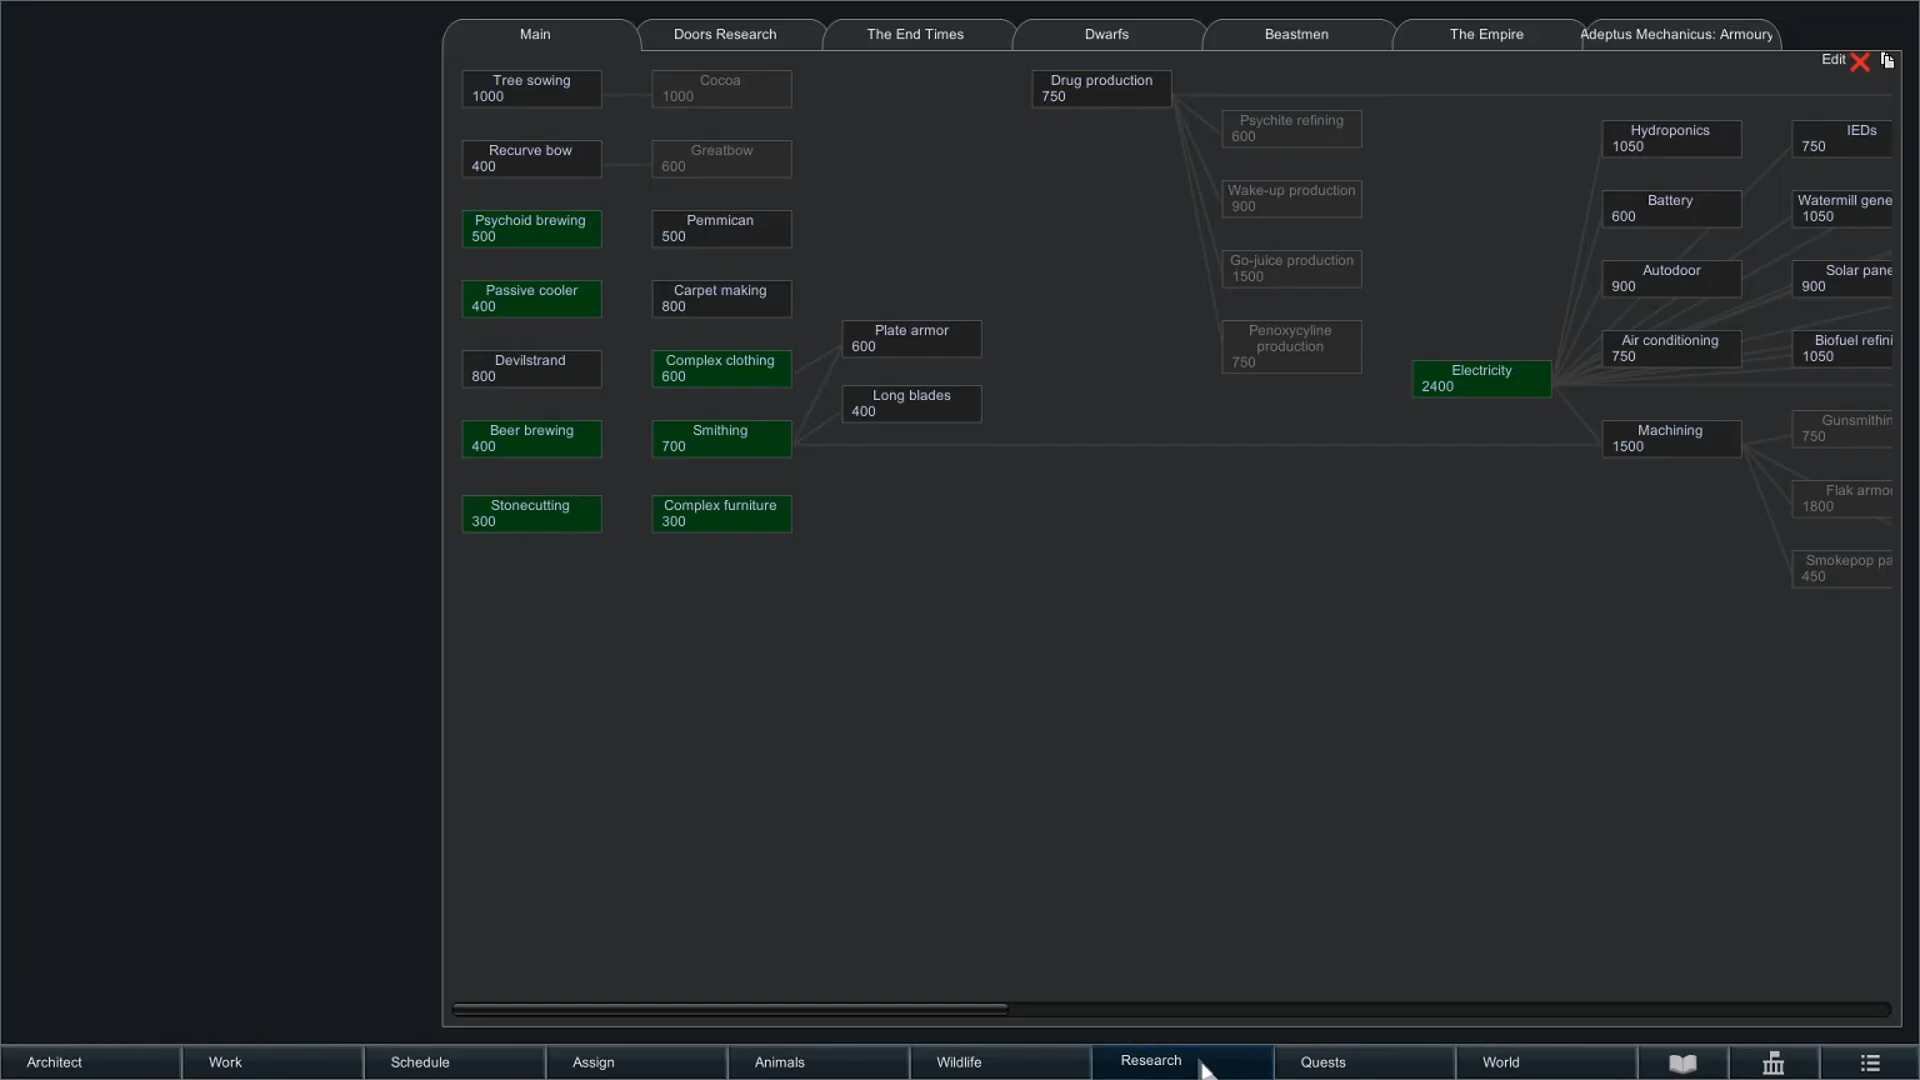 Main
Doors Research
The End Times
Dwarfs
Beastmen
The Empire
Adeptus Mechanicus: Armoury
Edit
Tree sowing
1000
Cocoa
1000
Drug production
750
Psychite refining
600
Hydroponics
1050
IEDs
750
Recurve bow
400
Greatbow
600
Wake-up production
900
Battery
600
Watermill gene
1050
Psychoid brewing
500
Pemmican
500
Go-juice production
1500
Autodoor
900
Solar pane
900
Passive cooler
400
Carpet making
800
Plate armor
600
Penoxycyline
production
750
Air conditioning
750
Biofuel refini
1050
Devilstrand
800
Complex clothing
600
Long blades
400
Electricity
2400
Beer brewing
400
Smithing
700
Machining
1500
Gunsmithin
750
Stonecutting
300
Complex furniture
300
Flak armor
1800
Smokepop pa
450
Architect
Work
Schedule
Assign
Animals
Wildlife
Research
Quests
World